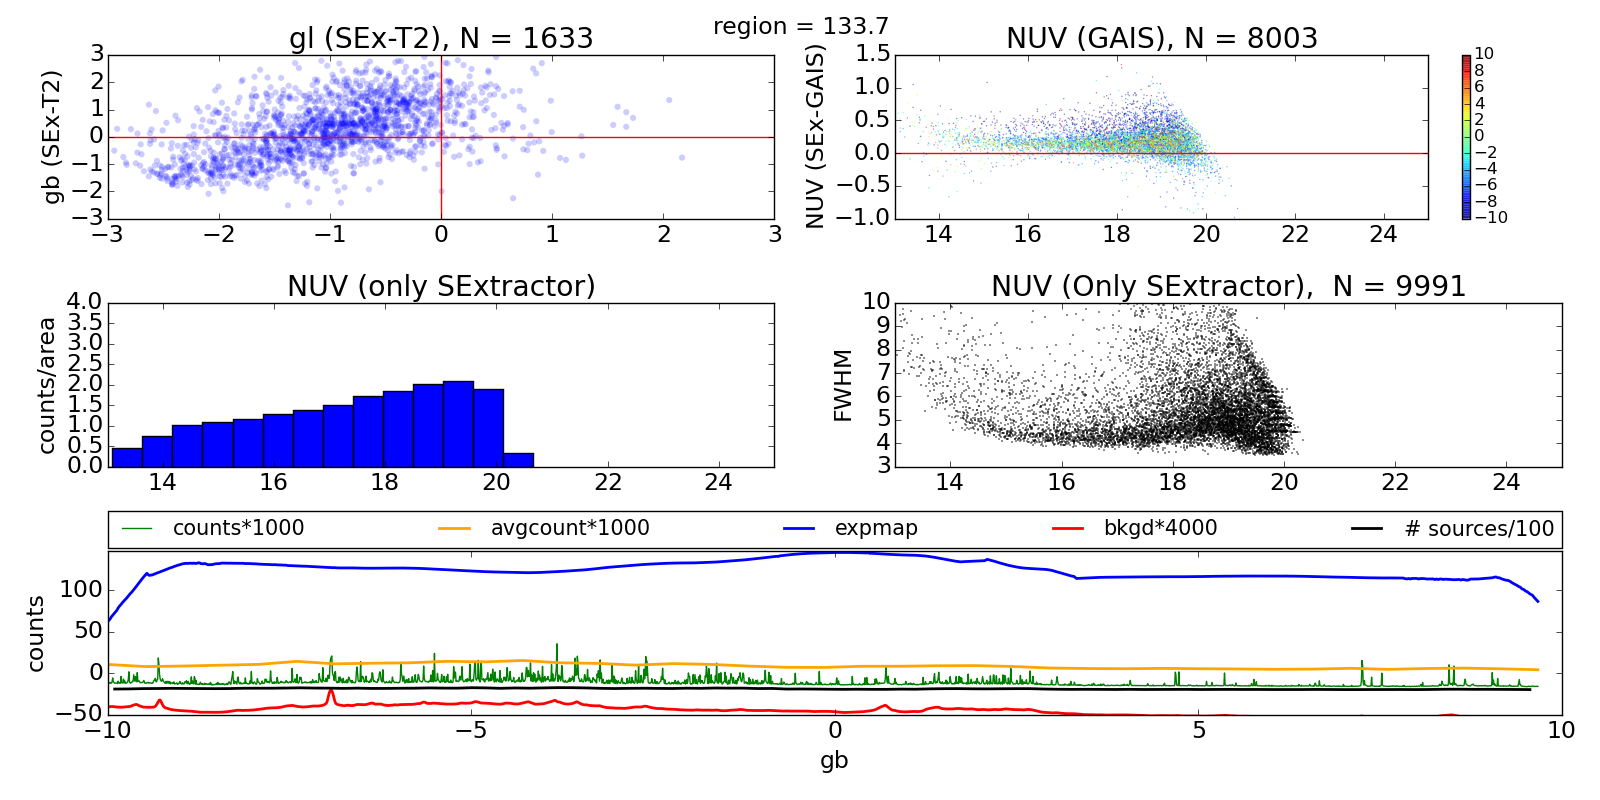 region = 133.7
gl (SEx-T2), N = 1633
gb (SEx-T2)
3
2
1
0
−1
−2
−3
−3 −2 −1 0 1 2 3
NUV (GAIS), N = 8003
NUV (SEx-GAIS)
1.5
1.0
0.5
0.0
−0.5
−1.0
14 16 18 20 22 24
10
8
6
4
2
0
−2
−4
−6
−8
−10
NUV (only SExtractor)
counts/area
4.0
3.5
3.0
2.5
2.0
1.5
1.0
0.5
0.0
14 16 18 20 22 24
NUV (Only SExtractor), N = 9991
FWHM
10
9
8
7
6
5
4
3
14 16 18 20 22 24
counts*1000 avgcount*1000 expmap bkgd*4000 # sources/100
counts
100
50
0
−50
−10 −5 0 5 10
gb